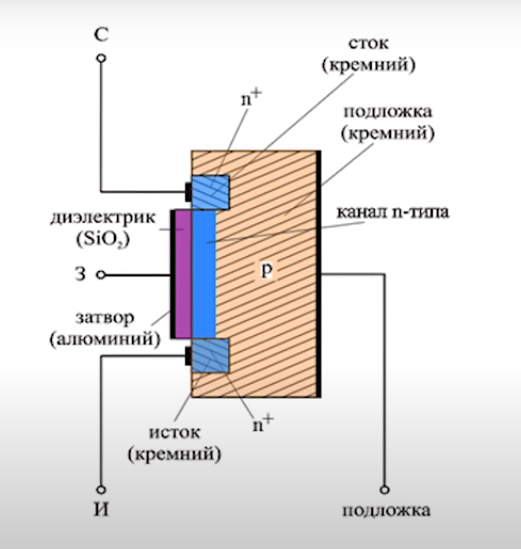 С
сток
(кремний)
n+
подложка
(кремний)
диэлектрик
(SiO₂)
канал n-типа
З
p
затвор
(алюминий)
исток
(кремний)
n+
И
подложка